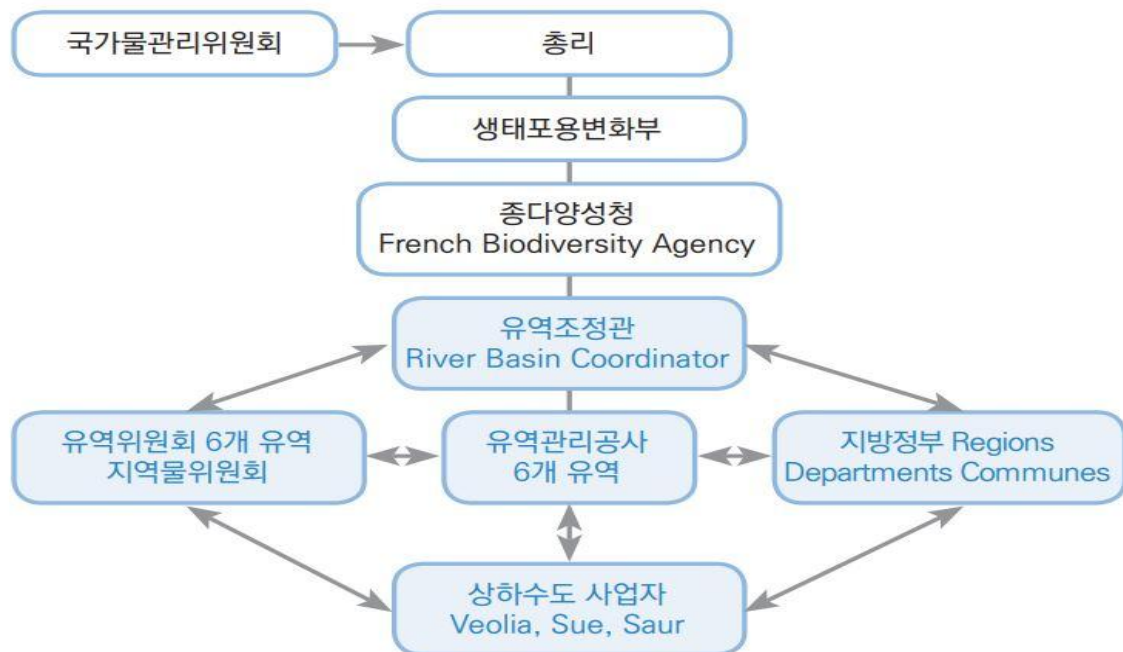 국가물관리위원회
총리
생태포용변화부
종다양성청
French Biodiversity Agency
유역조정관
River Basin Coordinator
유역위원회 6개 유역
지역물위원회
유역관리공사
6개 유역
지방정부 Regions
Departments Communes
상하수도 사업자
Veolia, Sue, Saur